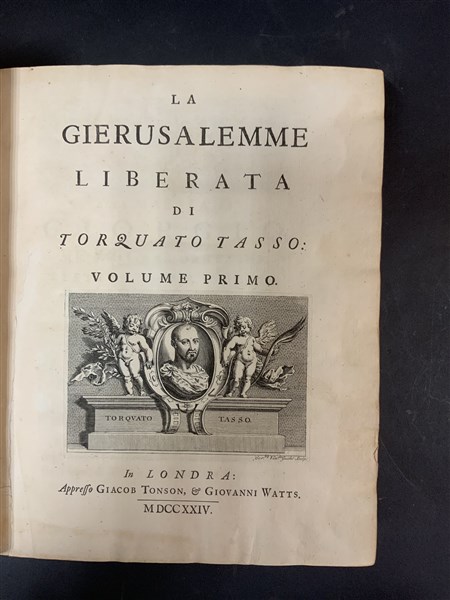 LA
GIERUSALEMME
LIBERATA
DI
TORQUATO TASSO:
VOLUME PRIMO.
TORQVATO TASSO.
In LONDRA:
Appresso GIACOB TONSON, & GIOVANNI WATTS.
MDCCXXIV.